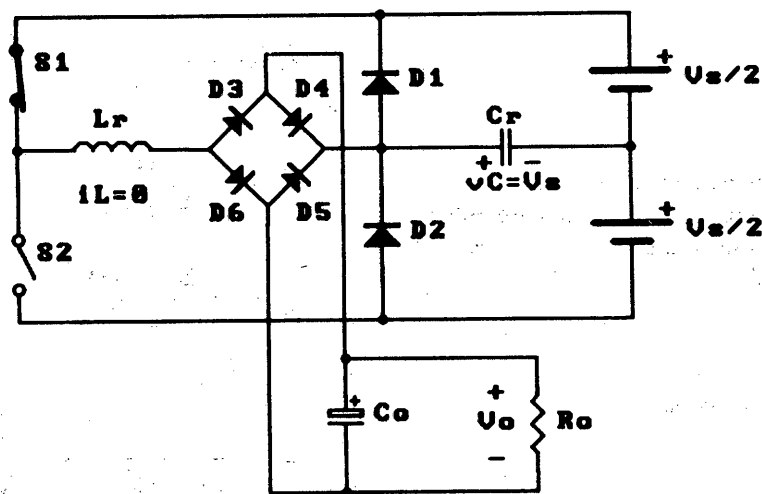 S1
D3
D4
D1
+
Vs/2
Lr
Cr
+
-
iL=0
vC=Vs
D6
D5
S2
D2
+
Vs/2
+
Co
+
Vo
-
Ro